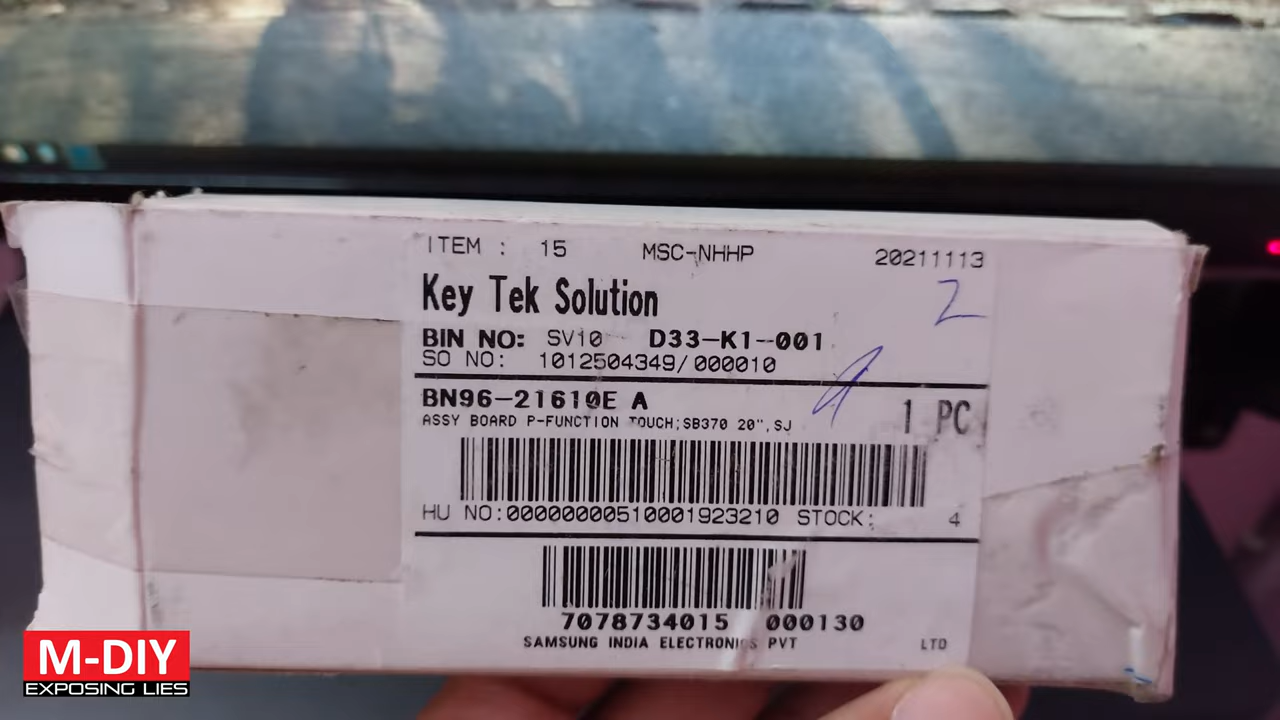 ITEM : 15 MSC-NHHP 20211113
Key Tek Solution
2
BIN NO: SV10 D33-K1-001
SO NO: 1012504349/000010
BN96-21610E A
1 PC
ASSY BOARD P-FUNCTION TOUCH;SB370 20",SJ
HU NO:00000000510001923210 STOCK: 4
7078734015 000130
SAMSUNG INDIA ELECTRONICS PVT LTD
M-DIY
EXPOSING LIES